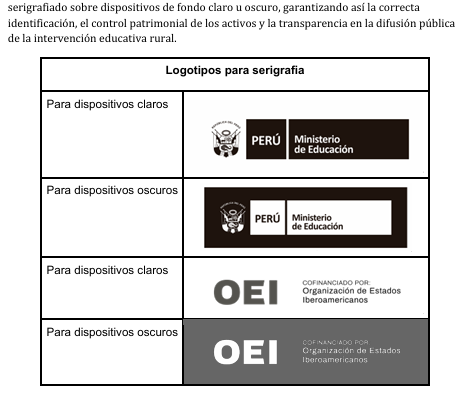 serigrafiado sobre dispositivos de fondo claro u oscuro, garantizando así la correcta
identificación, el control patrimonial de los activos y la transparencia en la difusión pública
de la intervención educativa rural.
Logotipos para serigrafia
Para dispositivos claros
PERÚ
Ministerio
de Educación
Para dispositivos oscuros
PERÚ
Ministerio
de Educación
Para dispositivos claros
OEI
COFINANCIADO POR:
Organización de Estados
Iberoamericanos
Para dispositivos oscuros
OEI
COFINANCIADO POR
Organización de Estados
Iberoamericanos